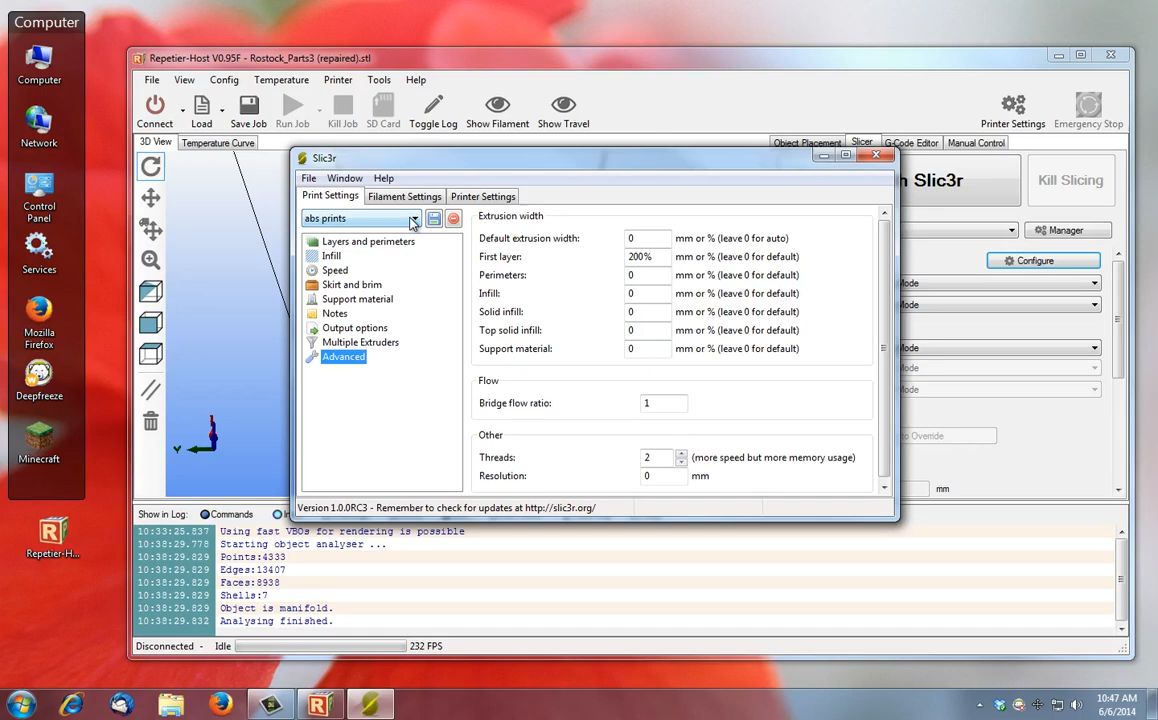 Computer
Computer
Network
Control
Panel
Services
Mozilla
Firefox
Deepfreeze
Minecraft
Repetier-H...
Repetier-Host V0.95F - Rostock_Parts3 (repaired).stl
File View Config Temperature Printer Tools Help
Connect Load Save Job Run Job Kill Job SD Card Toggle Log Show Filament Show Travel Printer Settings Emergency Stop
3D View Temperature Curve Object Placement Slicer G-Code Editor Manual Control
Slic3r
File Window Help
Print Settings Filament Settings Printer Settings
abs prints
Layers and perimeters
Infill
Speed
Skirt and brim
Support material
Notes
Output options
Multiple Extruders
Advanced
Extrusion width
Default extrusion width: 0 mm or % (leave 0 for auto)
First layer: 200% mm or % (leave 0 for default)
Perimeters: 0 mm or % (leave 0 for default)
Infill: 0 mm or % (leave 0 for default)
Solid infill: 0 mm or % (leave 0 for default)
Top solid infill: 0 mm or % (leave 0 for default)
Support material: 0 mm or % (leave 0 for default)
Flow
Bridge flow ratio: 1
Other
Threads: 2 (more speed but more memory usage)
Resolution: 0 mm
Version 1.0.0RC3 - Remember to check for updates at http://slic3r.org/
Slic3r
Kill Slicing
Manager
Configure
Mode
Mode
Mode
Mode
Mode
to Override
mm
Show in Log: Commands
10:33:25.837 Using fast VBOs for rendering is possible
10:38:29.778 Starting object analyser ...
10:38:29.829 Points:4333
10:38:29.829 Edges:13407
10:38:29.829 Faces:8938
10:38:29.829 Shells:7
10:38:29.829 Object is manifold.
10:38:29.832 Analysing finished.
Disconnected - Idle 232 FPS
10:47 AM
6/6/2014